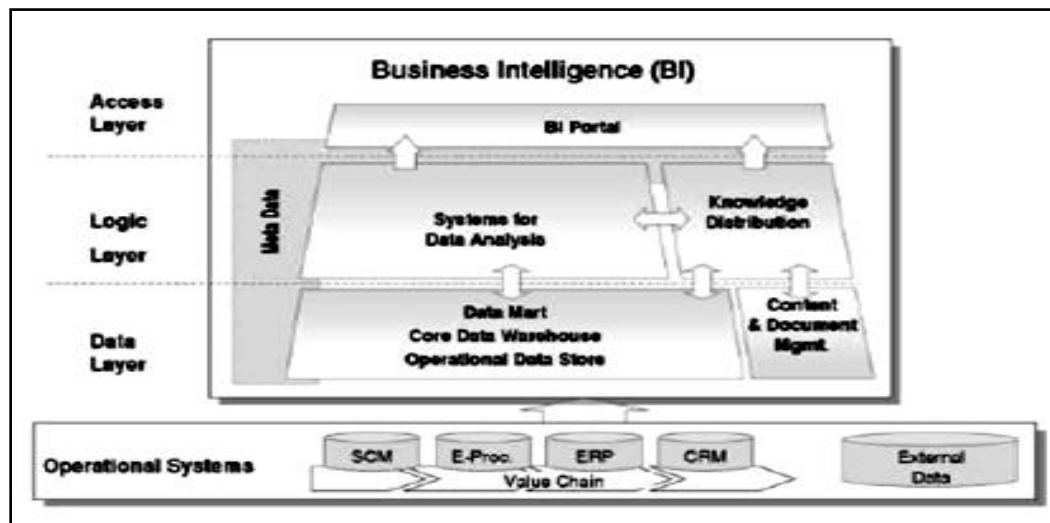 Business Intelligence (BI)
Access
Layer
BI Portal
Meta Data
Logic
Layer
Systems for
Data Analysis
Knowledge
Distribution
Data
Layer
Data Mart
Core Data Warehouse
Operational Data Store
Content
& Document
Mgmt.
Operational Systems
SCM
E-Proc.
ERP
CRM
Value Chain
External
Data